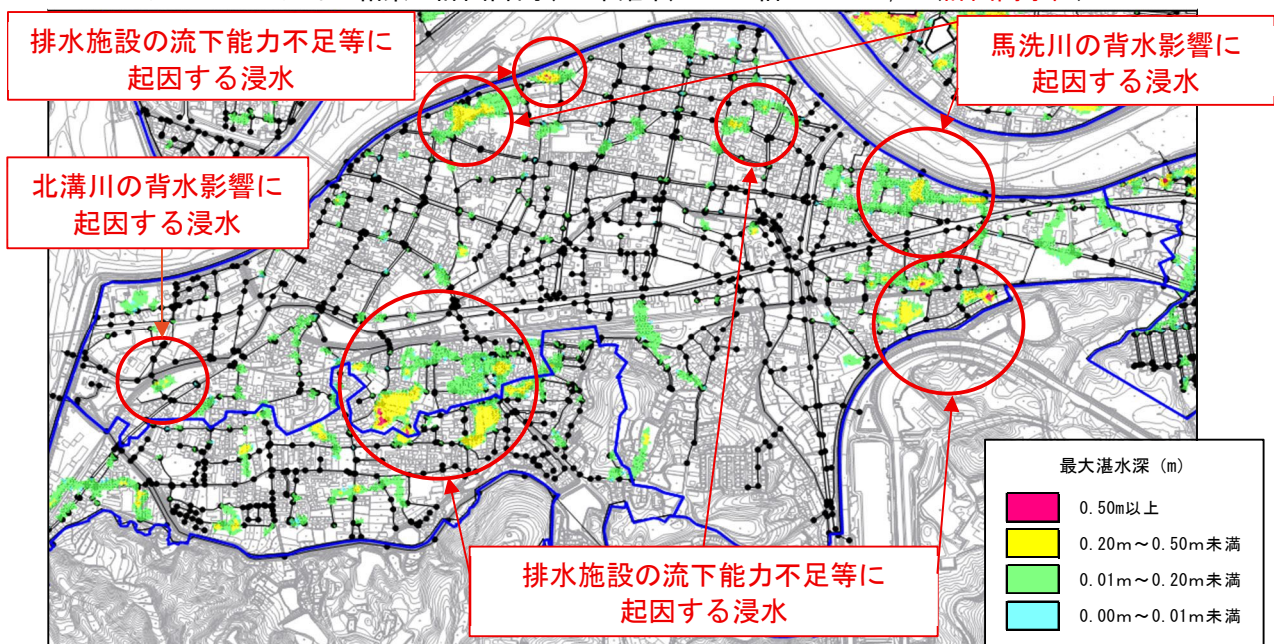 排水施設の流下能力不足等に
起因する浸水
馬洗川の背水影響に
起因する浸水
北溝川の背水影響に
起因する浸水
排水施設の流下能力不足等に
起因する浸水
最大湛水深 (m)
0.50m以上
0.20m～0.50m未満
0.01m～0.20m未満
0.00m～0.01m未満